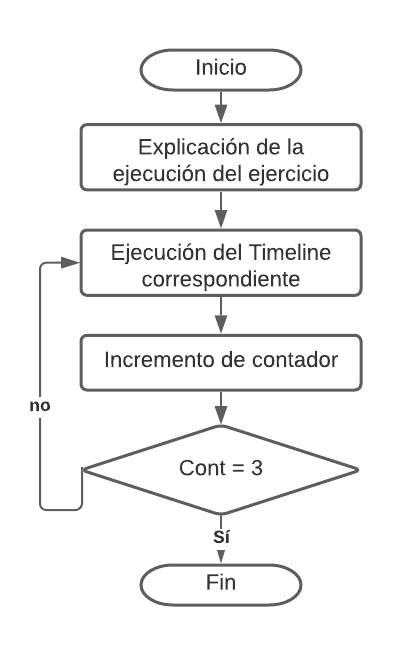 Inicio
Explicación de la
ejecución del ejercicio
Ejecución del Timeline
correspondiente
Incremento de contador
no
Cont = 3
Sí
Fin